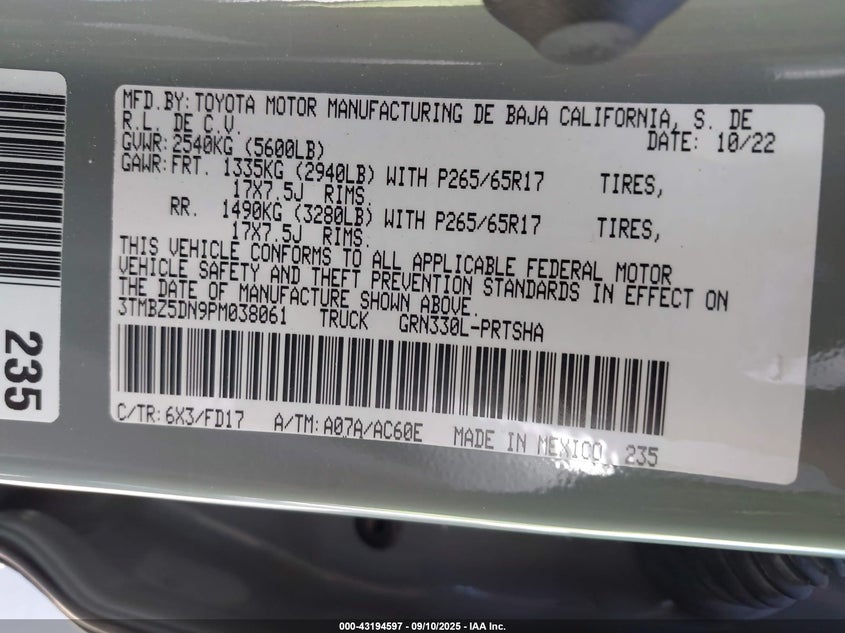 MFD.BY: TOYOTA MOTOR MANUFACTURING DE BAJA CALIFORNIA, S. DE
R.L. DE C.V. DATE: 10/22
GVWR: 2540KG (5600LB)
GAWR: FRT. 1335KG (2940LB) WITH P265/65R17 TIRES,
17X7.5J RIMS.
RR. 1490KG (3280LB) WITH P265/65R17 TIRES,
17X7.5J RIMS.
THIS VEHICLE CONFORMS TO ALL APPLICABLE FEDERAL MOTOR
VEHICLE SAFETY AND THEFT PREVENTION STANDARDS IN EFFECT ON
THE DATE OF MANUFACTURE SHOWN ABOVE.
3TMBZ5DN9PM038061 TRUCK GRN330L-PRTSHA
C/TR: 6X3/FD17 A/TM: A07A/AC60E MADE IN MEXICO 235
235
000-43194597 - 09/10/2025 - IAA Inc.